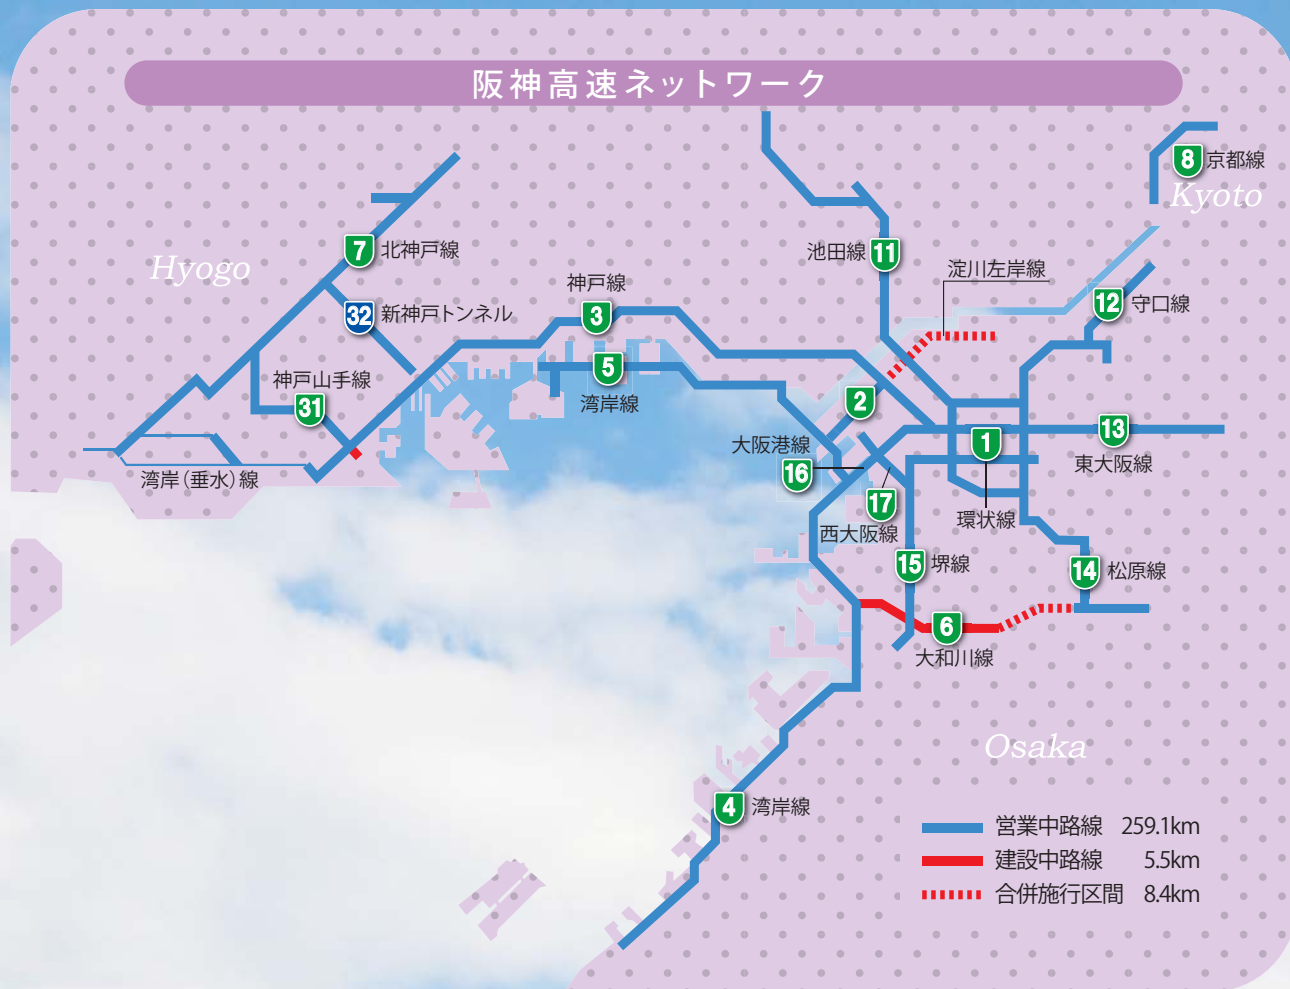 阪神高速ネットワーク
8 京都線
Kyoto
7 北神戸線
Hyogo
池田線 11
淀川左岸線
神戸線
3
32 新神戸トンネル
12 守口線
5
湾岸線
神戸山手線
31
2
大阪港線
16
1
13
東大阪線
湾岸(垂水)線
17
西大阪線
環状線
15 堺線
14 松原線
6
大和川線
Osaka
4 湾岸線
営業中路線 259.1km
建設中路線 5.5km
合併施行区間 8.4km